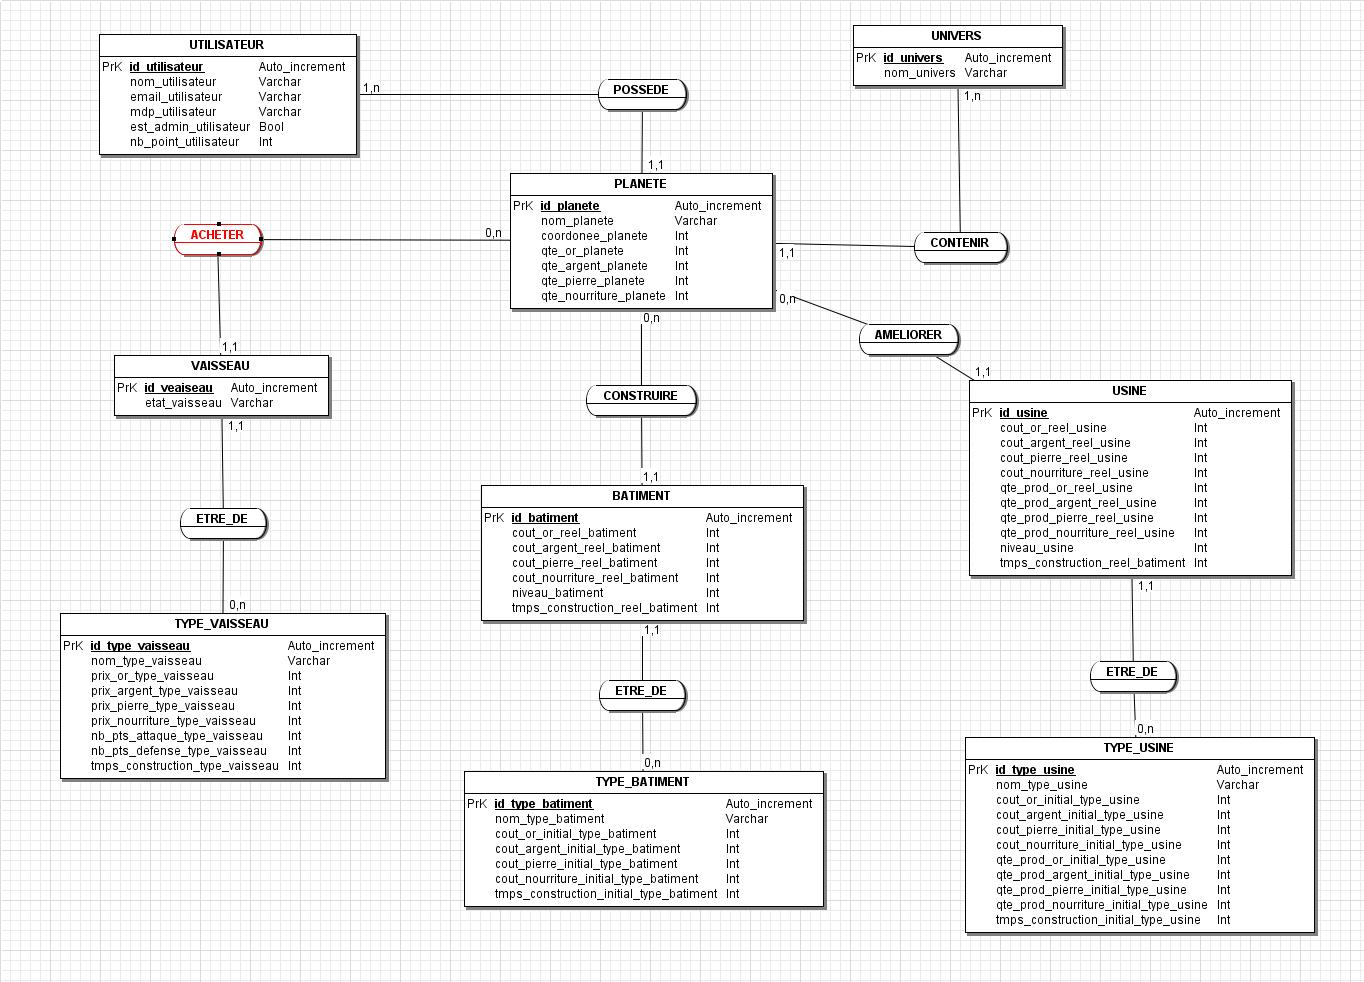 UTILISATEUR
PrK id_utilisateur Auto_increment
nom_utilisateur Varchar
email_utilisateur Varchar
mdp_utilisateur Varchar
est_admin_utilisateur Bool
nb_point_utilisateur Int
1,n
POSSEDE
1,1
UNIVERS
PrK id_univers Auto_increment
nom_univers Varchar
1,n
PLANETE
PrK id_planete Auto_increment
nom_planete Varchar
coordonee_planete Int
qte_or_planete Int
qte_argent_planete Int
qte_pierre_planete Int
qte_nourriture_planete Int
ACHETER
0,n
1,1
CONTENIR
1,1
0,n
AMELIORER
1,1
0,n
CONSTRUIRE
1,1
VAISSEAU
PrK id_veaiseau Auto_increment
etat_vaisseau Varchar
1,1
ETRE_DE
0,n
TYPE_VAISSEAU
PrK id_type_vaisseau Auto_increment
nom_type_vaisseau Varchar
prix_or_type_vaisseau Int
prix_argent_type_vaisseau Int
prix_pierre_type_vaisseau Int
prix_nourriture_type_vaisseau Int
nb_pts_attaque_type_vaisseau Int
nb_pts_defense_type_vaisseau Int
tmps_construction_type_vaisseau Int
BATIMENT
PrK id_batiment Auto_increment
cout_or_reel_batiment Int
cout_argent_reel_batiment Int
cout_pierre_reel_batiment Int
cout_nourriture_reel_batiment Int
niveau_batiment Int
tmps_construction_reel_batiment Int
1,1
ETRE_DE
0,n
TYPE_BATIMENT
PrK id_type_batiment Auto_increment
nom_type_batiment Varchar
cout_or_initial_type_batiment Int
cout_argent_initial_type_batiment Int
cout_pierre_initial_type_batiment Int
cout_nourriture_initial_type_batiment Int
tmps_construction_initial_type_batiment Int
USINE
PrK id_usine Auto_increment
cout_or_reel_usine Int
cout_argent_reel_usine Int
cout_pierre_reel_usine Int
cout_nourriture_reel_usine Int
qte_prod_or_reel_usine Int
qte_prod_argent_reel_usine Int
qte_prod_pierre_reel_usine Int
qte_prod_nourriture_reel_usine Int
niveau_usine Int
tmps_construction_reel_batiment Int
1,1
ETRE_DE
0,n
TYPE_USINE
PrK id_type_usine Auto_increment
nom_type_usine Varchar
cout_or_initial_type_usine Int
cout_argent_initial_type_usine Int
cout_pierre_initial_type_usine Int
cout_nourriture_initial_type_usine Int
qte_prod_or_initial_type_usine Int
qte_prod_argent_initial_type_usine Int
qte_prod_pierre_initial_type_usine Int
qte_prod_nourriture_initial_type_usine Int
tmps_construction_initial_type_usine Int